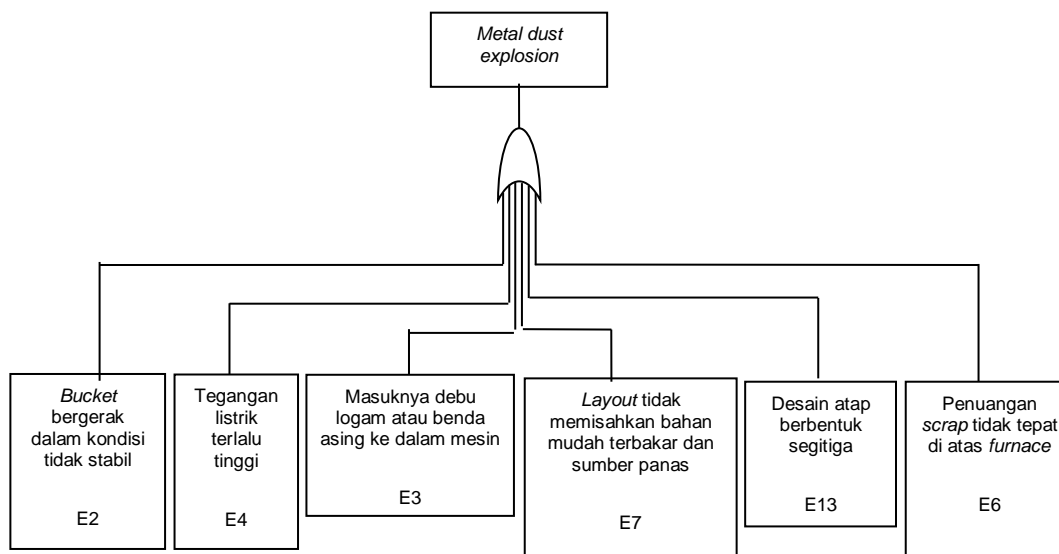 Metal dust
explosion
Bucket
bergerak
dalam kondisi
tidak stabil
E2
Tegangan
listrik
terlalu
tinggi
E4
Masuknya debu
logam atau benda
asing ke dalam mesin
E3
Layout tidak
memisahkan bahan
mudah terbakar dan
sumber panas
E7
Desain atap
berbentuk
segitiga
E13
Penuangan
scrap tidak tepat
di atas furnace
E6